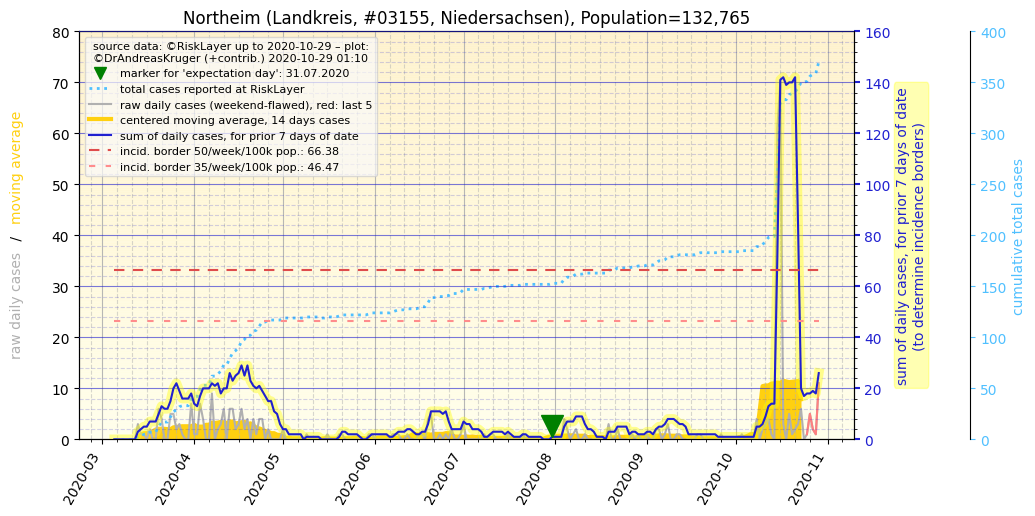 Northeim (Landkreis, #03155, Niedersachsen), Population=132,765
source data: ©RiskLayer up to 2020-10-29 – plot:
©DrAndreasKruger (+contrib.) 2020-10-29 01:10
marker for 'expectation day': 31.07.2020
total cases reported at RiskLayer
raw daily cases (weekend-flawed), red: last 5
centered moving average, 14 days cases
sum of daily cases, for prior 7 days of date
incid. border 50/week/100k pop.: 66.38
incid. border 35/week/100k pop.: 46.47
raw daily cases / moving average
80
70
60
50
40
30
20
10
0
160
140
120
100
80
60
40
20
0
sum of daily cases, for prior 7 days of date
(to determine incidence borders)
400
350
300
250
200
150
100
50
0
cumulative total cases
2020-03
2020-04
2020-05
2020-06
2020-07
2020-08
2020-09
2020-10
2020-11